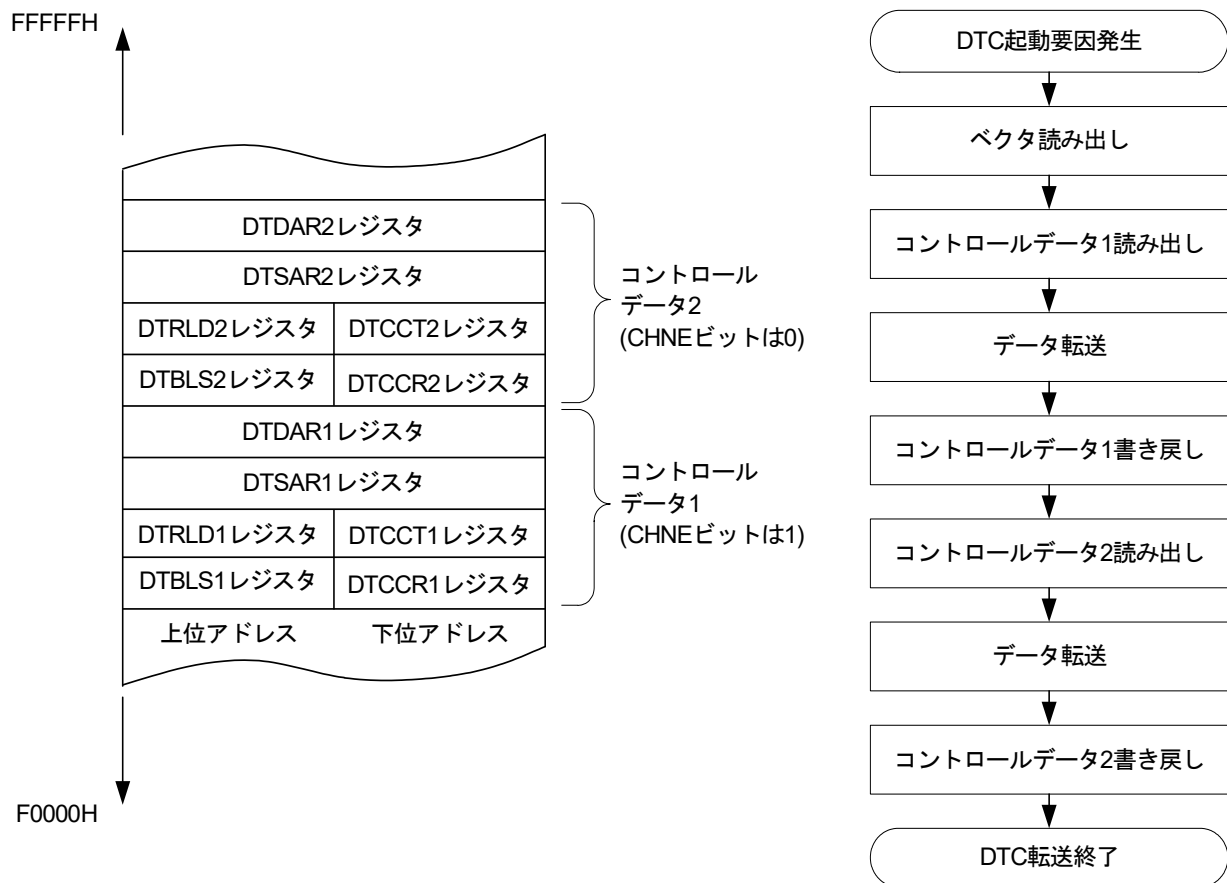 FFFFFH
DTDAR2レジスタ
DTSAR2レジスタ
DTRLD2レジスタ DTCCT2レジスタ
DTBLS2レジスタ DTCCR2レジスタ
DTDAR1レジスタ
DTSAR1レジスタ
DTRLD1レジスタ DTCCT1レジスタ
DTBLS1レジスタ DTCCR1レジスタ
上位アドレス 下位アドレス
F0000H
コントロール
データ2
(CHNEビットは0)
コントロール
データ1
(CHNEビットは1)
DTC起動要因発生
ベクタ読み出し
コントロールデータ1読み出し
データ転送
コントロールデータ1書き戻し
コントロールデータ2読み出し
データ転送
コントロールデータ2書き戻し
DTC転送終了